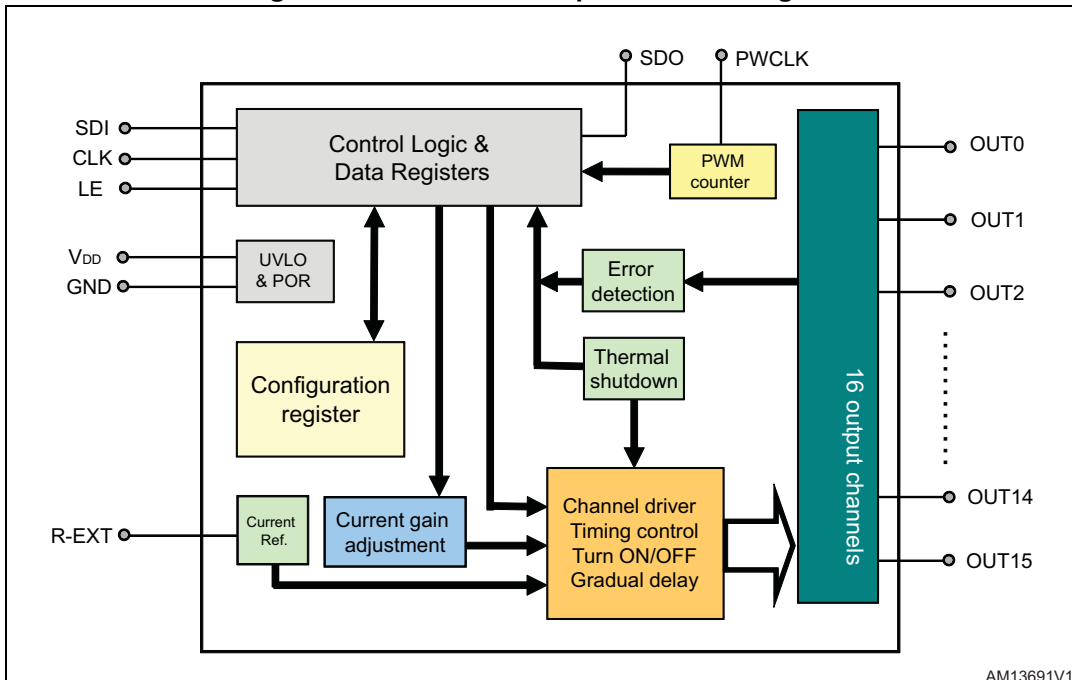 SDO
PWCLK
SDI
CLK
LE
Control Logic &
Data Registers
PWM
counter
OUT0
OUT1
VDD
GND
UVLO
& POR
Error
detection
OUT2
Thermal
shutdown
Configuration
register
16 output channels
R-EXT
Current
Ref.
Current gain
adjustment
Channel driver
Timing control
Turn ON/OFF
Gradual delay
OUT14
OUT15
AM13691V1